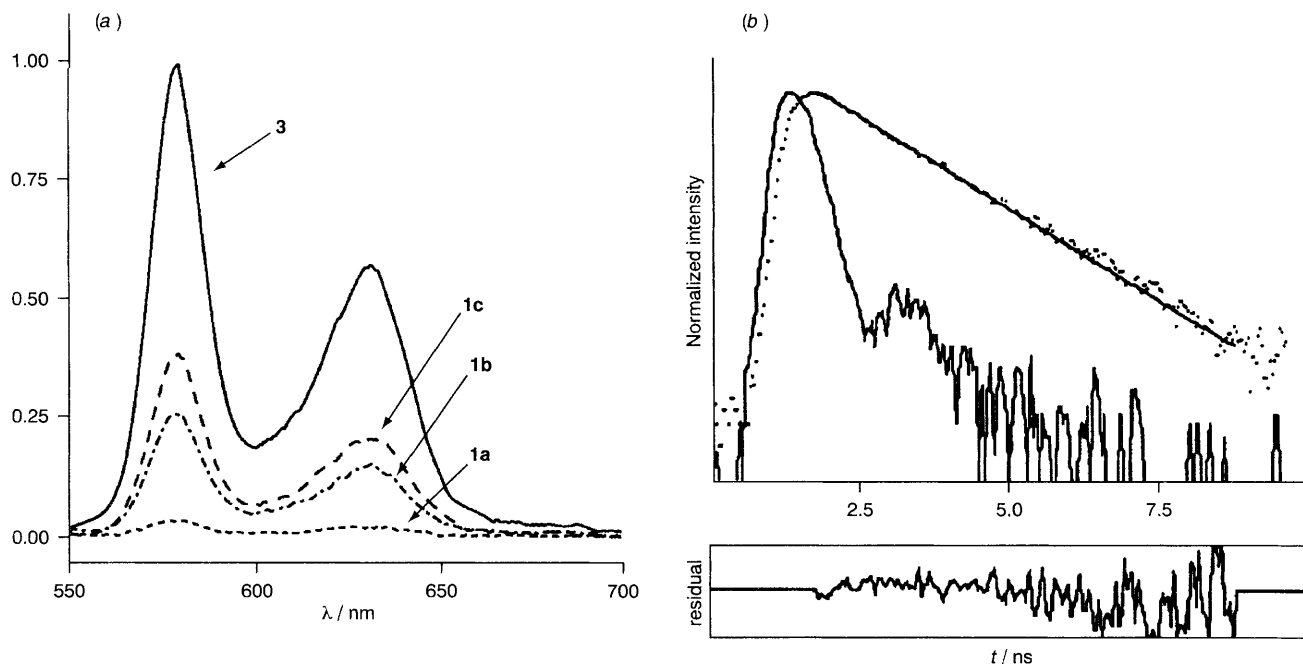 (a)
1.00
0.75
0.50
0.25
0.00
3
1c
1b
1a
550
600
650
700
λ / nm
(b)
Normalized intensity
2.5
5.0
7.5
residual
t / ns